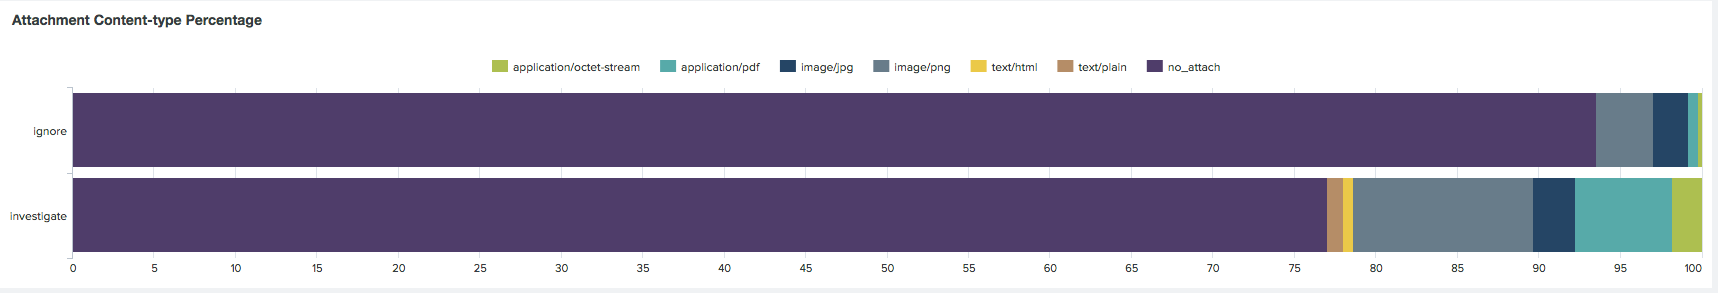 Attachment Content-type Percentage
application/octet-stream application/pdf image/jpg image/png text/html text/plain no_attach
ignore
investigate
0 5 10 15 20 25 30 35 40 45 50 55 60 65 70 75 80 85 90 95 100